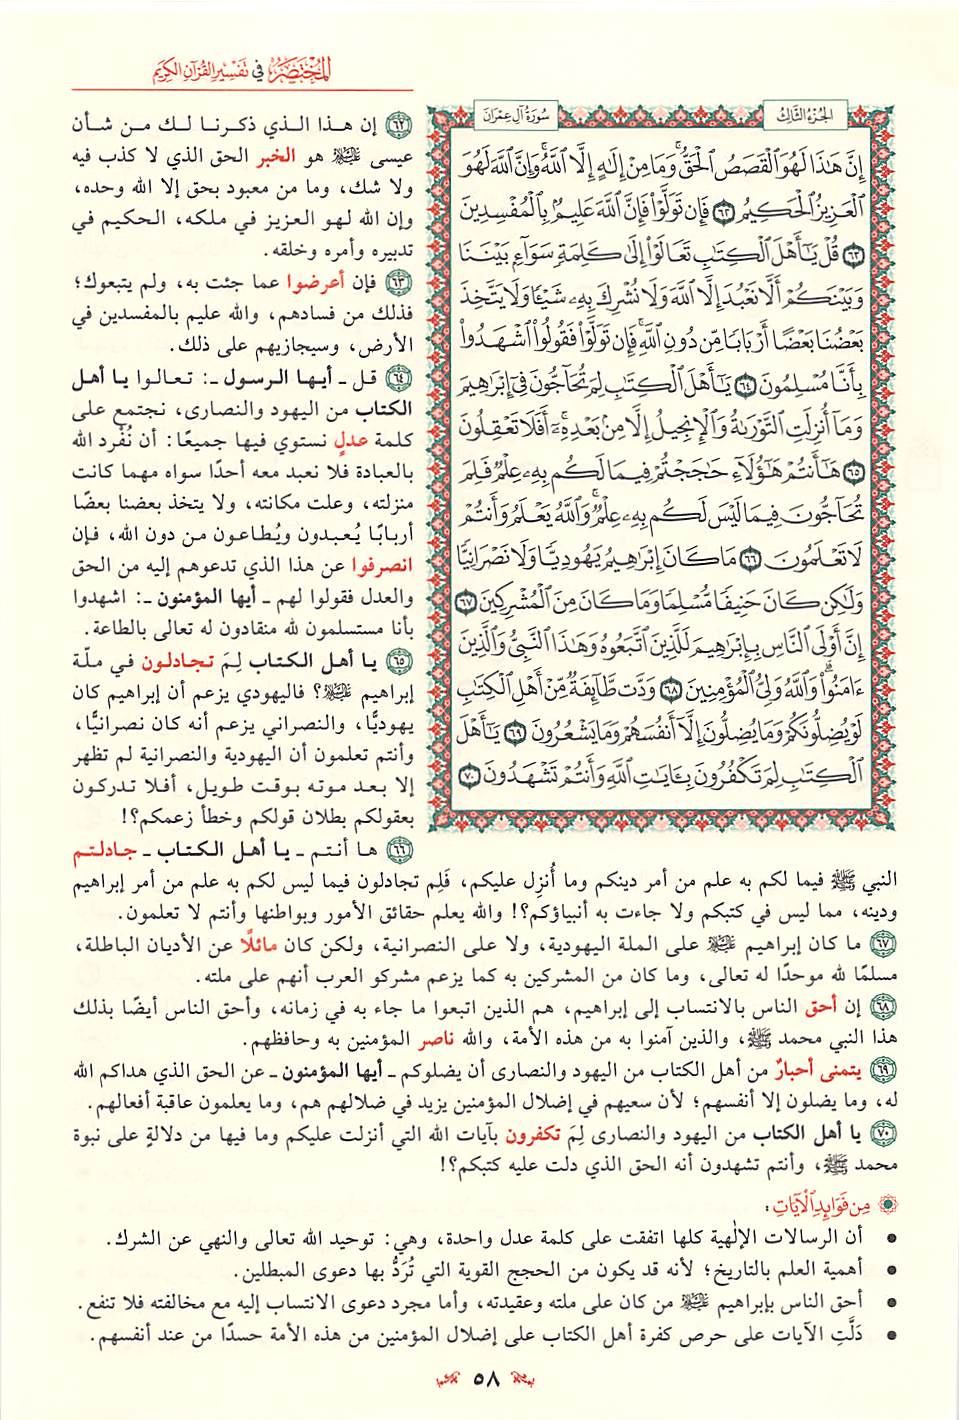 المختصر في تفسير القرآن الكريم
الجزء الثالث
سورة آل عمران
إِنَّ هَٰذَا لَهُوَ ٱلْقَصَصُ ٱلْحَقُّ ۚ وَمَا مِنْ إِلَٰهٍ إِلَّا ٱللَّهُ ۚ وَإِنَّ ٱللَّهَ لَهُوَ
ٱلْعَزِيزُ ٱلْحَكِيمُ ٦٢ فَإِن تَوَلَّوْا۟ فَإِنَّ ٱللَّهَ عَلِيمٌۢ بِٱلْمُفْسِدِينَ
٦٣ قُلْ يَٰٓأَهْلَ ٱلْكِتَٰبِ تَعَالَوْا۟ إِلَىٰ كَلِمَةٍ سَوَآءٍۭ بَيْنَنَا
وَبَيْنَكُمْ أَلَّا نَعْبُدَ إِلَّا ٱللَّهَ وَلَا نُشْرِكَ بِهِۦ شَيْـًٔا وَلَا يَتَّخِذَ
بَعْضُنَا بَعْضًا أَرْبَابًا مِّن دُونِ ٱللَّهِ ۚ فَإِن تَوَلَّوْا۟ فَقُولُوا۟ ٱشْهَدُوا۟
بِأَنَّا مُسْلِمُونَ ٦٤ يَٰٓأَهْلَ ٱلْكِتَٰبِ لِمَ تُحَآجُّونَ فِىٓ إِبْرَٰهِيمَ
وَمَآ أُنزِلَتِ ٱلتَّوْرَىٰةُ وَٱلْإِنجِيلُ إِلَّا مِنۢ بَعْدِهِۦٓ ۚ أَفَلَا تَعْقِلُونَ
٦٥ هَٰٓأَنتُمْ هَٰٓؤُلَآءِ حَٰجَجْتُمْ فِيمَا لَكُم بِهِۦ عِلْمٌ فَلِمَ
تُحَآجُّونَ فِيمَا لَيْسَ لَكُم بِهِۦ عِلْمٌ ۚ وَٱللَّهُ يَعْلَمُ وَأَنتُمْ
لَا تَعْلَمُونَ ٦٦ مَا كَانَ إِبْرَٰهِيمُ يَهُودِيًّا وَلَا نَصْرَانِيًّا
وَلَٰكِن كَانَ حَنِيفًا مُّسْلِمًا وَمَا كَانَ مِنَ ٱلْمُشْرِكِينَ ٦٧
إِنَّ أَوْلَى ٱلنَّاسِ بِإِبْرَٰهِيمَ لَلَّذِينَ ٱتَّبَعُوهُ وَهَٰذَا ٱلنَّبِىُّ وَٱلَّذِينَ
ءَامَنُوا۟ ۗ وَٱللَّهُ وَلِىُّ ٱلْمُؤْمِنِينَ ٦٨ وَدَّت طَّآئِفَةٌ مِّنْ أَهْلِ ٱلْكِتَٰبِ
لَوْ يُضِلُّونَكُمْ وَمَا يُضِلُّونَ إِلَّآ أَنفُسَهُمْ وَمَا يَشْعُرُونَ ٦٩ يَٰٓأَهْلَ
ٱلْكِتَٰبِ لِمَ تَكْفُرُونَ بِـَٔايَٰتِ ٱللَّهِ وَأَنتُمْ تَشْهَدُونَ ٧٠
٦٢ إن هذا الذي ذكرنا لك من شأن
عيسى عليه السلام هو الخبر الحق الذي لا كذب فيه
ولا شك، وما من معبود بحق إلا الله وحده،
وإن الله لهو العزيز في ملكه، الحكيم في
تدبيره وأمره وخلقه.
٦٣ فإن أعرضوا عما جئت به، ولم يتبعوك؛
فذلك من فسادهم، والله عليم بالمفسدين في
الأرض، وسيجازيهم على ذلك.
٦٤ قل ـ أيها الرسول ـ: تعالوا يا أهل
الكتاب من اليهود والنصارى، نجتمع على
كلمة عدلٍ نستوي فيها جميعًا: أن نُفْرد الله
بالعبادة فلا نعبد معه أحدًا سواه مهما كانت
منزلته، وعلت مكانته، ولا يتخذ بعضنا بعضًا
أربابًا يُعبدون ويُطاعون من دون الله، فإن
انصرفوا عن هذا الذي تدعوهم إليه من الحق
والعدل فقولوا لهم ـ أيها المؤمنون ـ: اشهدوا
بأنا مستسلمون لله منقادون له تعالى بالطاعة.
٦٥ يا أهل الكتاب لِمَ تجادلون في ملّة
إبراهيم عليه السلام؟ فاليهودي يزعم أن إبراهيم كان
يهوديًّا، والنصراني يزعم أنه كان نصرانيًّا،
وأنتم تعلمون أن اليهودية والنصرانية لم تظهر
إلا بعد موته بوقت طويل، أفلا تدركون
بعقولكم بطلان قولكم وخطأ زعمكم؟!
٦٦ ها أنتم ـ يا أهل الكتاب ـ جادلتم
النبي ﷺ فيما لكم به علم من أمر دينكم وما أُنزِل عليكم، فَلِم تجادلون فيما ليس لكم به علم من أمر إبراهيم
ودينه، مما ليس في كتبكم ولا جاءت به أنبياؤكم؟! والله يعلم حقائق الأمور وبواطنها وأنتم لا تعلمون.
٦٧ ما كان إبراهيم عليه السلام على الملة اليهودية، ولا على النصرانية، ولكن كان مائلًا عن الأديان الباطلة،
مسلمًا لله موحدًا له تعالى، وما كان من المشركين به كما يزعم مشركو العرب أنهم على ملته.
٦٨ إن أحق الناس بالانتساب إلى إبراهيم، هم الذين اتبعوا ما جاء به في زمانه، وأحق الناس أيضًا بذلك
هذا النبي محمد ﷺ، والذين آمنوا به من هذه الأمة، والله ناصر المؤمنين به وحافظهم.
٦٩ يتمنى أحبارٌ من أهل الكتاب من اليهود والنصارى أن يضلوكم ـ أيها المؤمنون ـ عن الحق الذي هداكم الله
له، وما يضلون إلا أنفسهم؛ لأن سعيهم في إضلال المؤمنين يزيد في ضلالهم هم، وما يعلمون عاقبة أفعالهم.
٧٠ يا أهل الكتاب من اليهود والنصارى لِمَ تكفرون بآيات الله التي أنزلت عليكم وما فيها من دلالةٍ على نبوة
محمد ﷺ، وأنتم تشهدون أنه الحق الذي دلت عليه كتبكم؟!
مِن فَوَائِدِ الآيَاتِ:
• أن الرسالات الإلٰهية كلها اتفقت على كلمة عدل واحدة، وهي: توحيد الله تعالى والنهي عن الشرك.
• أهمية العلم بالتاريخ؛ لأنه قد يكون من الحجج القوية التي تُرَدُّ بها دعوى المبطلين.
• أحق الناس بإبراهيم عليه السلام من كان على ملته وعقيدته، وأما مجرد دعوى الانتساب إليه مع مخالفته فلا تنفع.
• دَلَّتِ الآيات على حرص كفرة أهل الكتاب على إضلال المؤمنين من هذه الأمة حسدًا من عند أنفسهم.
٥٨